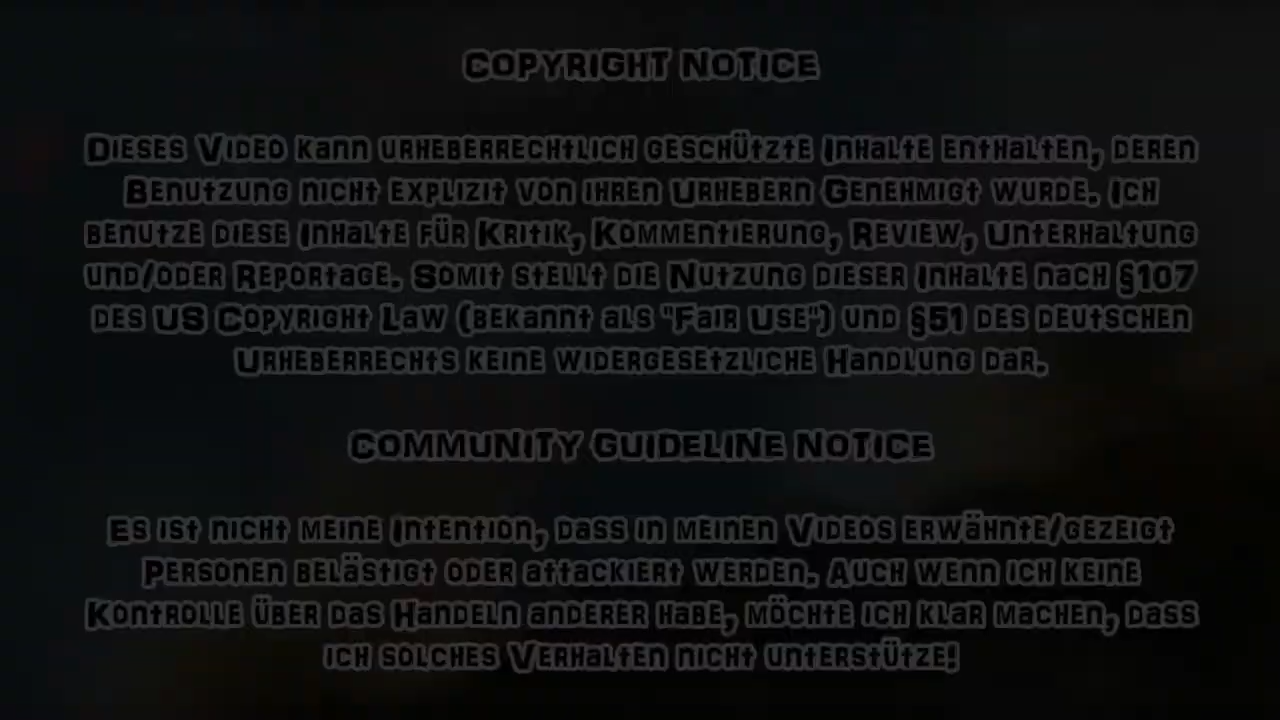 COPYRIGHT NOTICE
Dieses Video kann urheberrechtlich geschützte Inhalte enthalten, deren
Benutzung nicht explizit von ihren Urhebern Genehmigt wurde. Ich
benutze diese Inhalte für Kritik, Kommentierung, Review, Unterhaltung
und/oder Reportage. Somit stellt die Nutzung dieser Inhalte nach §107
des US Copyright Law (bekannt als "Fair Use") und §51 des deutschen
Urheberrechts keine widergesetzliche Handlung dar.
COMMUNITY GUIDELINE NOTICE
Es ist nicht meine Intention, dass in meinen Videos erwähnte/gezeigt
Personen belästigt oder attackiert werden. Auch wenn ich keine
Kontrolle über das Handeln anderer habe, möchte ich klar machen, dass
ich solches Verhalten nicht unterstütze!